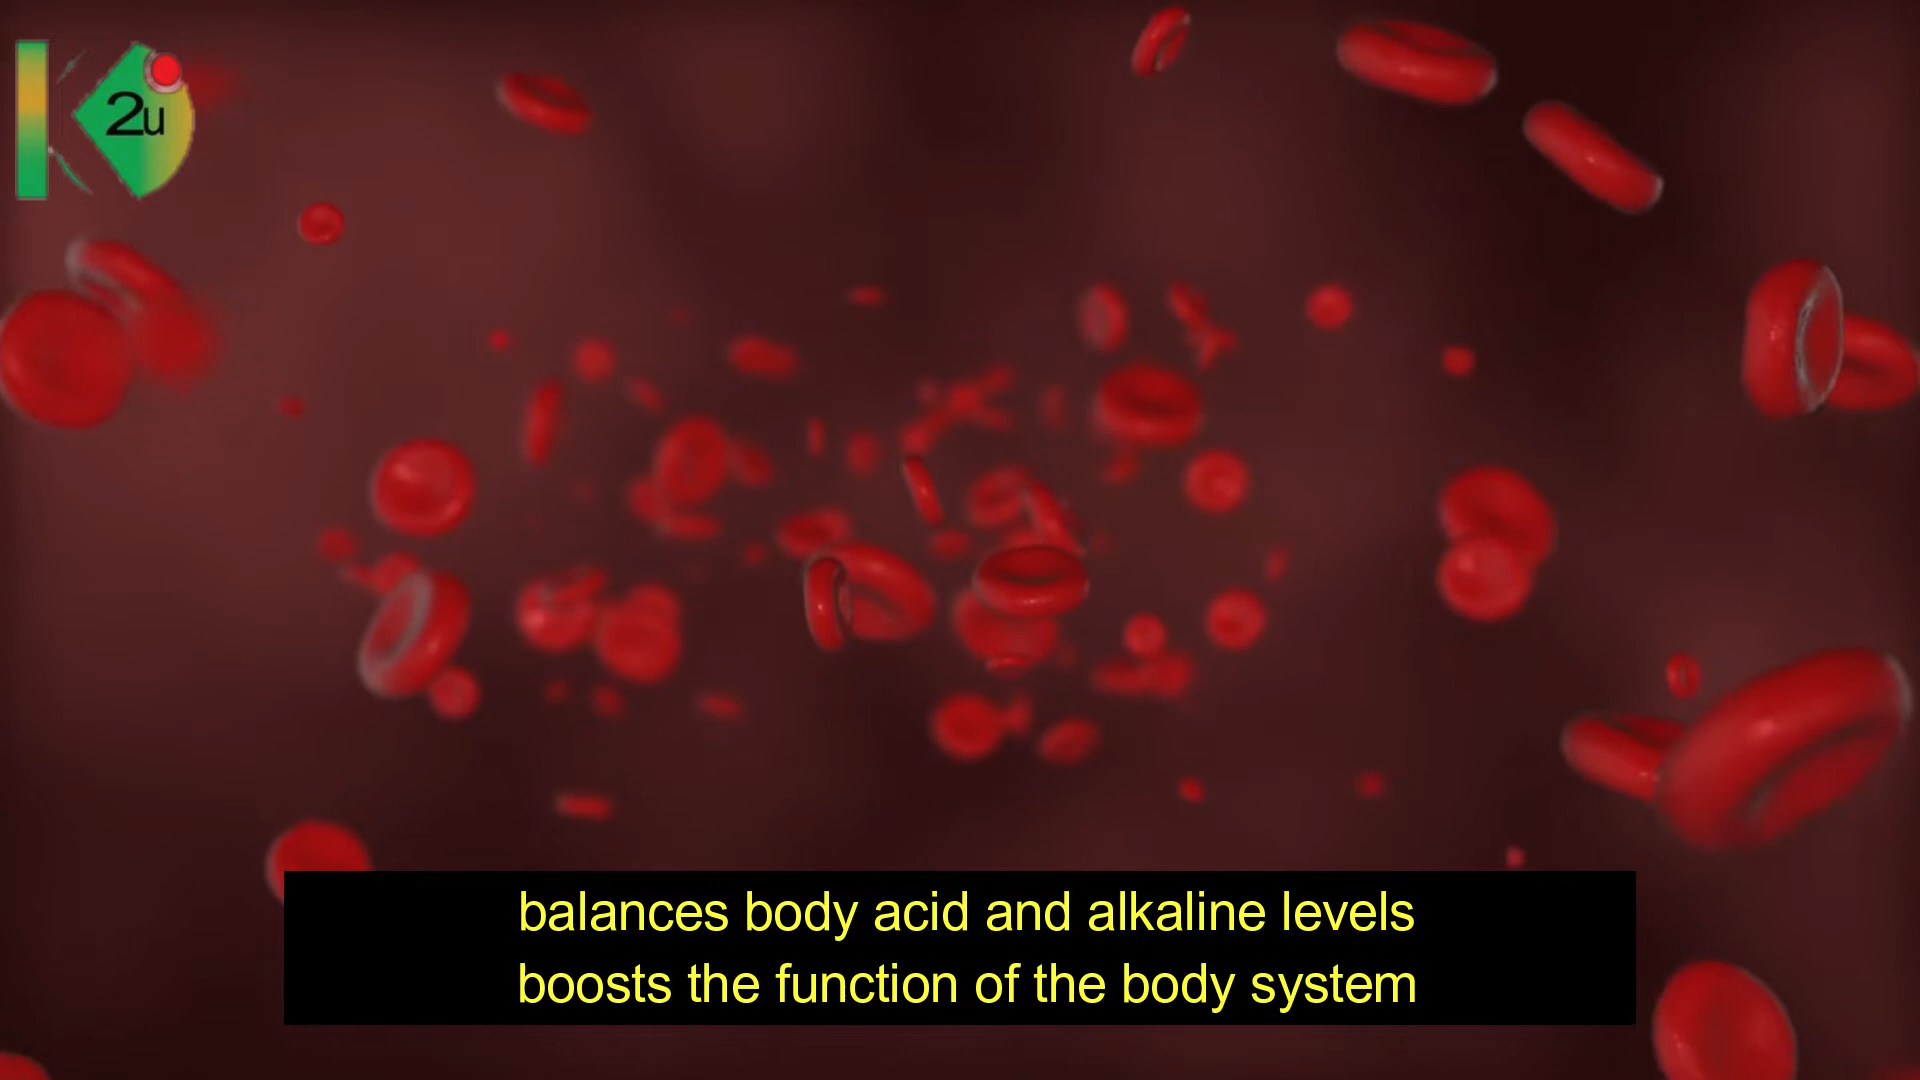 K
2u
balances body acid and alkaline levels
boosts the function of the body system